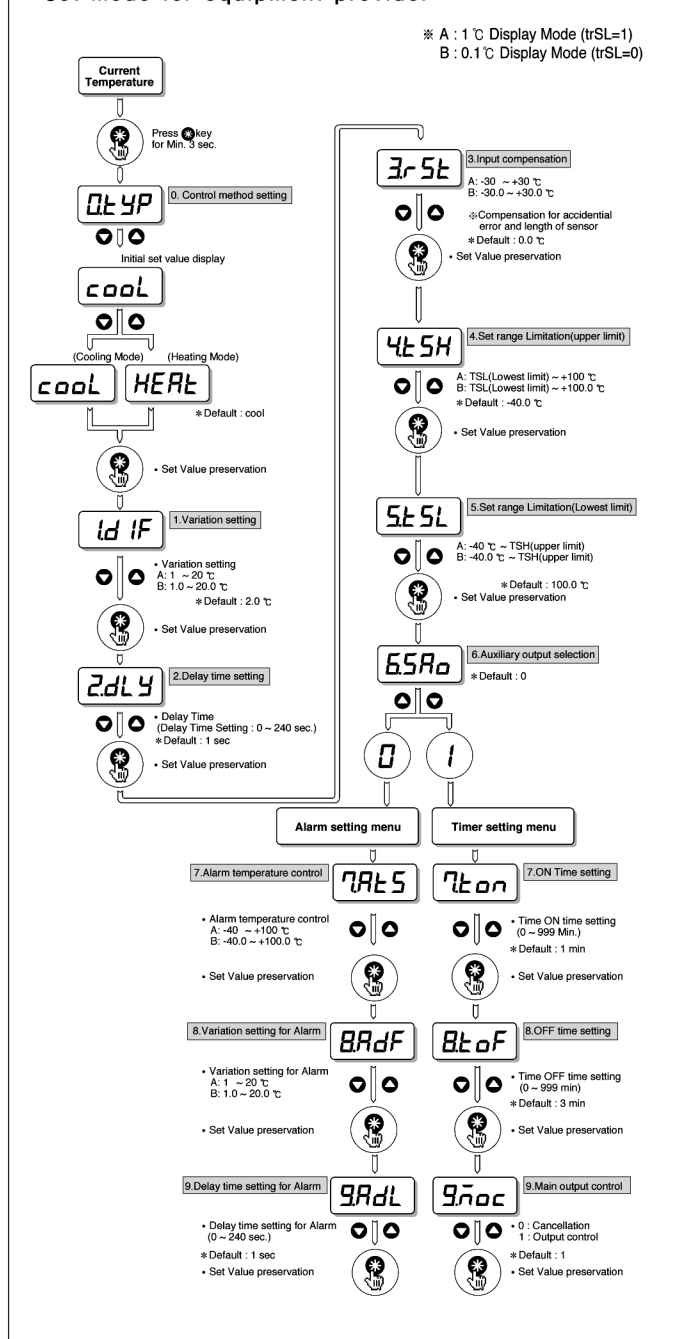 ※ A : 1 ℃ Display Mode (trSL=1)
B : 0.1℃ Display Mode (trSL=0)
Current
Temperature
Press key
for Min. 3 sec.
0.tYP
0. Control method setting
Initial set value display
cooL
(Cooling Mode) (Heating Mode)
cooL HEAt
* Default : cool
• Set Value preservation
1.dIF
1.Variation setting
• Variation setting
A: 1 ~ 20 ℃
B: 1.0 ~ 20.0 ℃
* Default : 2.0 ℃
• Set Value preservation
2.dLY
2.Delay time setting
• Delay Time
(Delay Time Setting : 0 ~ 240 sec.)
* Default : 1 sec
• Set Value preservation
3.rSt
3.Input compensation
A: -30 ~ +30 ℃
B: -30.0 ~ +30.0 ℃
※Compensation for accidential
error and length of sensor
* Default : 0.0 ℃
• Set Value preservation
4.tSH
4.Set range Limitation(upper limit)
A: TSL(Lowest limit) ~ +100 ℃
B: TSL(Lowest limit) ~ +100.0 ℃
* Default : -40.0 ℃
• Set Value preservation
5.tSL
5.Set range Limitation(Lowest limit)
A: -40 ℃ ~ TSH(upper limit)
B: -40.0 ℃ ~ TSH(upper limit)
* Default : 100.0 ℃
• Set Value preservation
6.SAo
6.Auxiliary output selection
* Default : 0
0 1
Alarm setting menu
Timer setting menu
7.Alarm temperature control
7.AtS
• Alarm temperature control
A: -40 ~ +100 ℃
B: -40.0 ~ +100.0 ℃
• Set Value preservation
8.Variation setting for Alarm
8.AdF
• Variation setting for Alarm
A: 1 ~ 20 ℃
B: 1.0 ~ 20.0 ℃
• Set Value preservation
9.Delay time setting for Alarm
9.AdL
• Delay time setting for Alarm
(0 ~ 240 sec.)
* Default : 1 sec
• Set Value preservation
7.ton
7.ON Time setting
• Time ON time setting
(0 ~ 999 Min.)
* Default : 1 min
• Set Value preservation
8.toF
8.OFF time setting
• Time OFF time setting
(0 ~ 999 min)
* Default : 3 min
• Set Value preservation
9.moc
9.Main output control
• 0 : Cancellation
1 : Output control
* Default : 1
• Set Value preservation